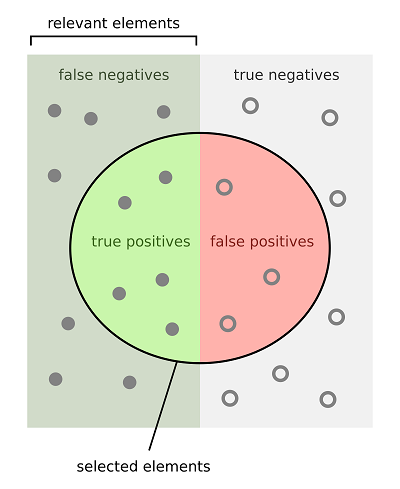 relevant elements
false negatives
true negatives
true positives
false positives
selected elements